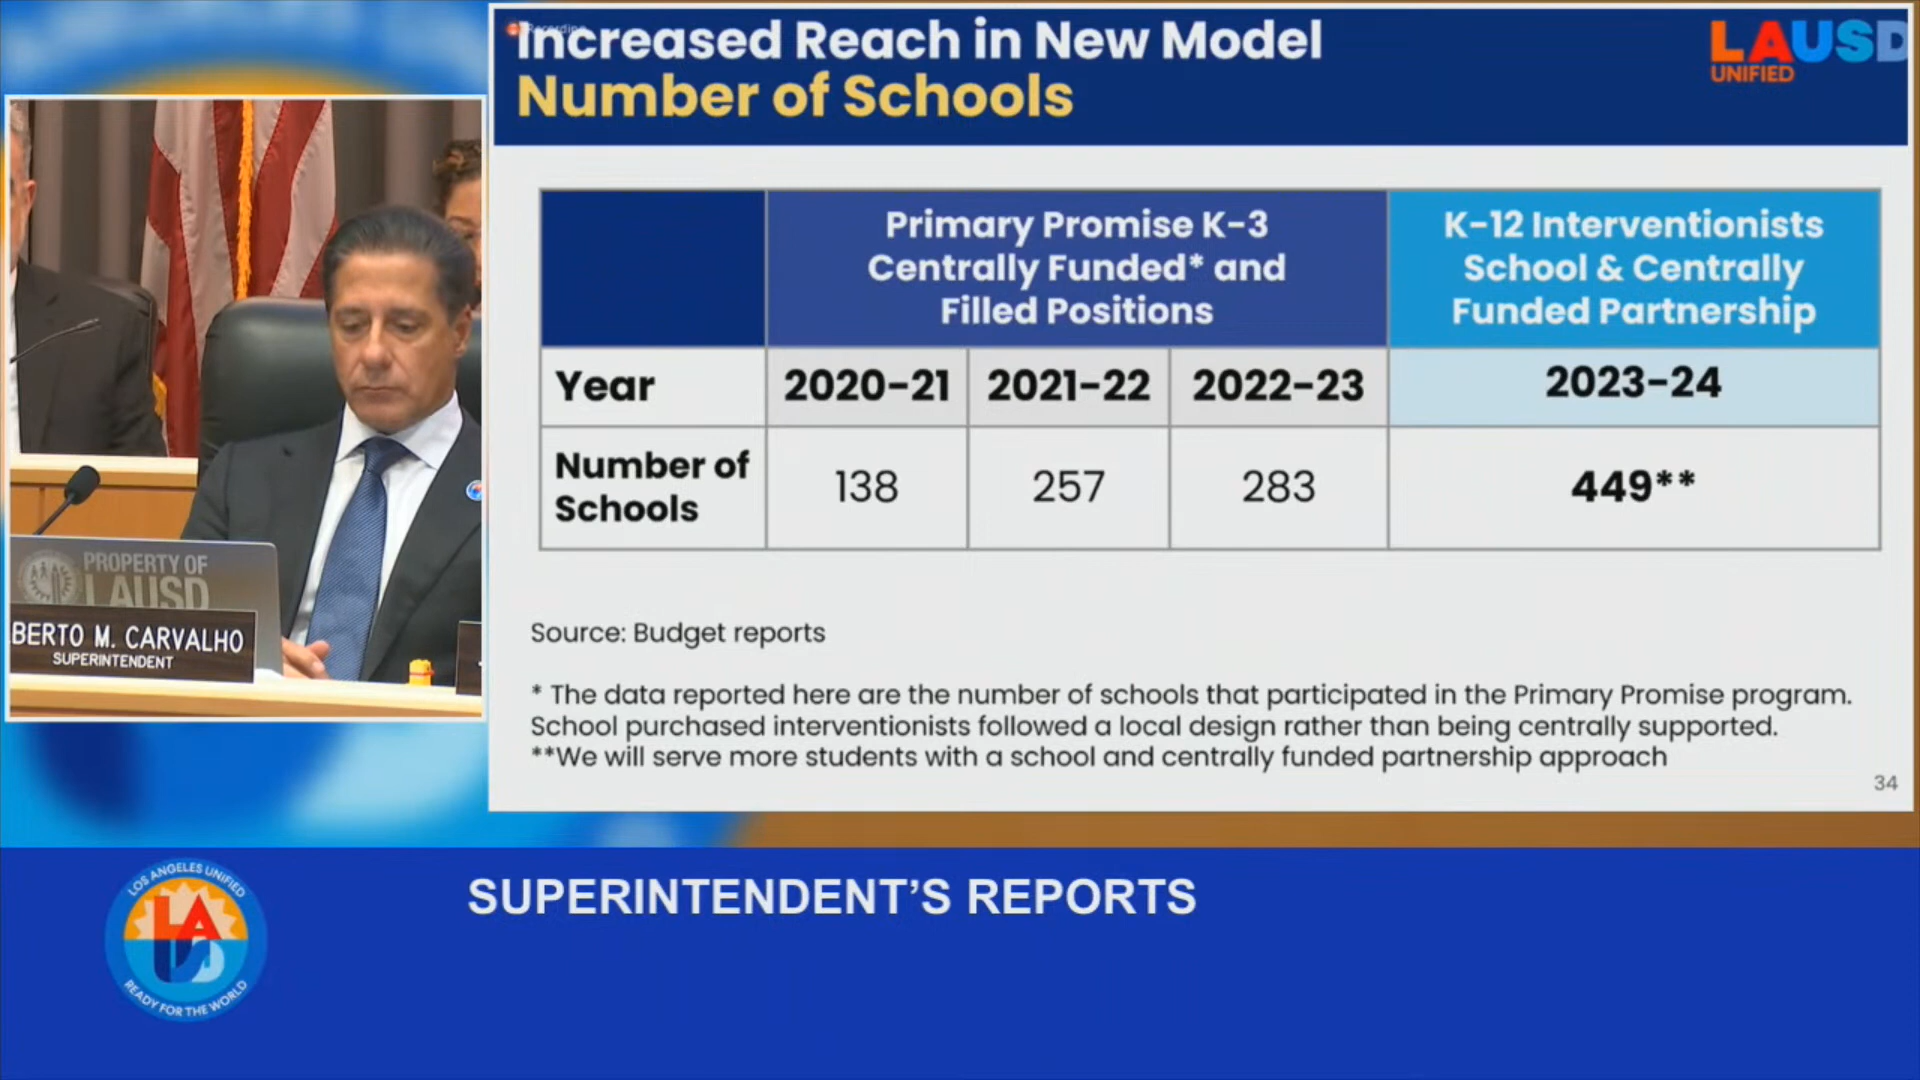 Recording
Increased Reach in New Model
Number of Schools
LAUSD
UNIFIED
Primary Promise K-3
Centrally Funded* and
Filled Positions
K-12 Interventionists
School & Centrally
Funded Partnership
Year
2020-21
2021-22
2022-23
2023-24
Number of
Schools
138
257
283
449**
Source: Budget reports
* The data reported here are the number of schools that participated in the Primary Promise program.
School purchased interventionists followed a local design rather than being centrally supported.
**We will serve more students with a school and centrally funded partnership approach
34
PROPERTY OF
LAUSD
BERTO M. CARVALHO
SUPERINTENDENT
SUPERINTENDENT'S REPORTS
LOS ANGELES UNIFIED
LAUSD
READY FOR THE WORLD